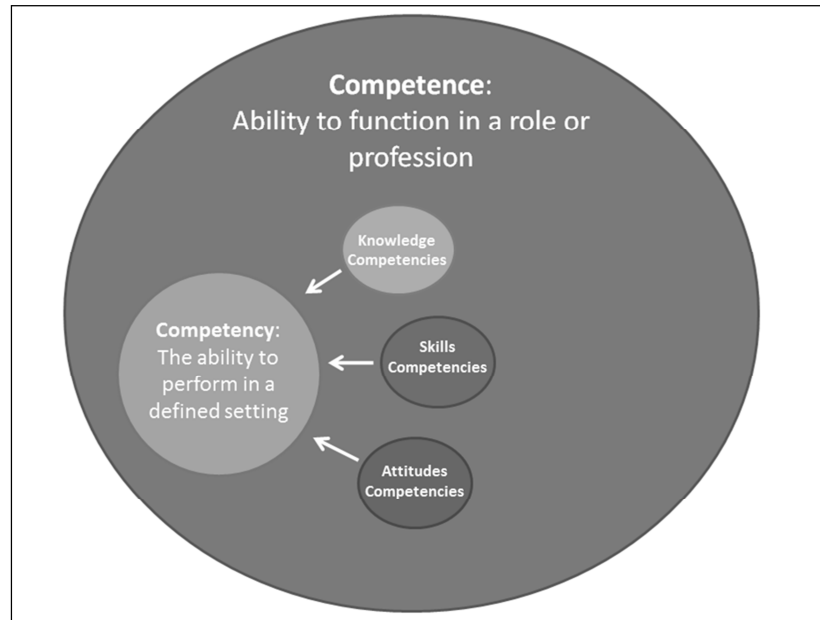 Competence:
Ability to function in a role or
profession
Knowledge
Competencies
Competency:
The ability to
perform in a
defined setting
Skills
Competencies
Attitudes
Competencies